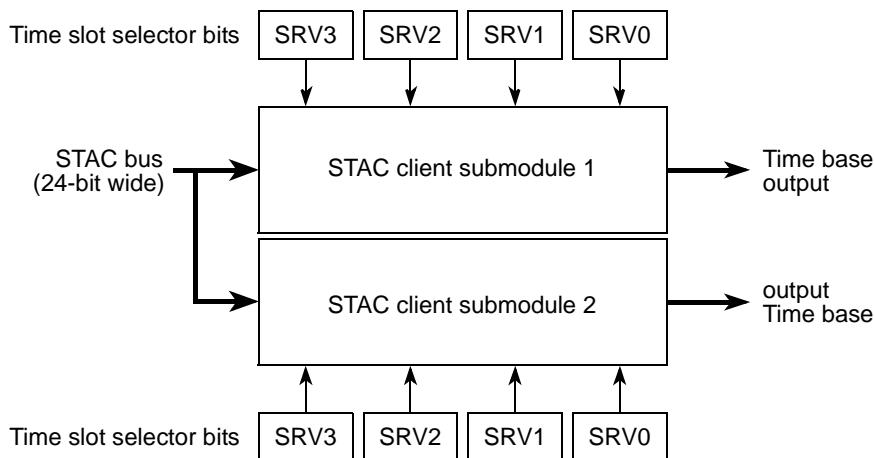 Time slot selector bits
SRV3 SRV2 SRV1 SRV0
STAC bus
(24-bit wide)
STAC client submodule 1
Time base
output
STAC client submodule 2
output
Time base
Time slot selector bits
SRV3 SRV2 SRV1 SRV0